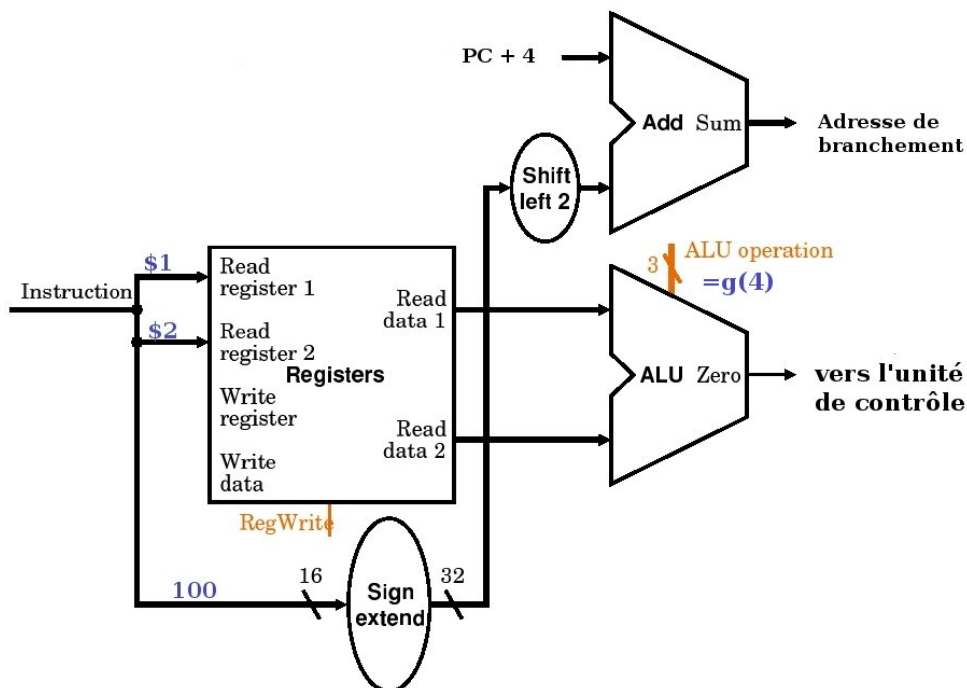 PC + 4
Add Sum
Adresse de
branchement
Shift
left 2
$1
Instruction
$2
Read
register 1
Read
register 2
Registers
Write
register
Write
data
Read
data 1
Read
data 2
RegWrite
3
ALU operation
=g(4)
ALU Zero
vers l'unité
de contrôle
100
16
Sign
extend
32